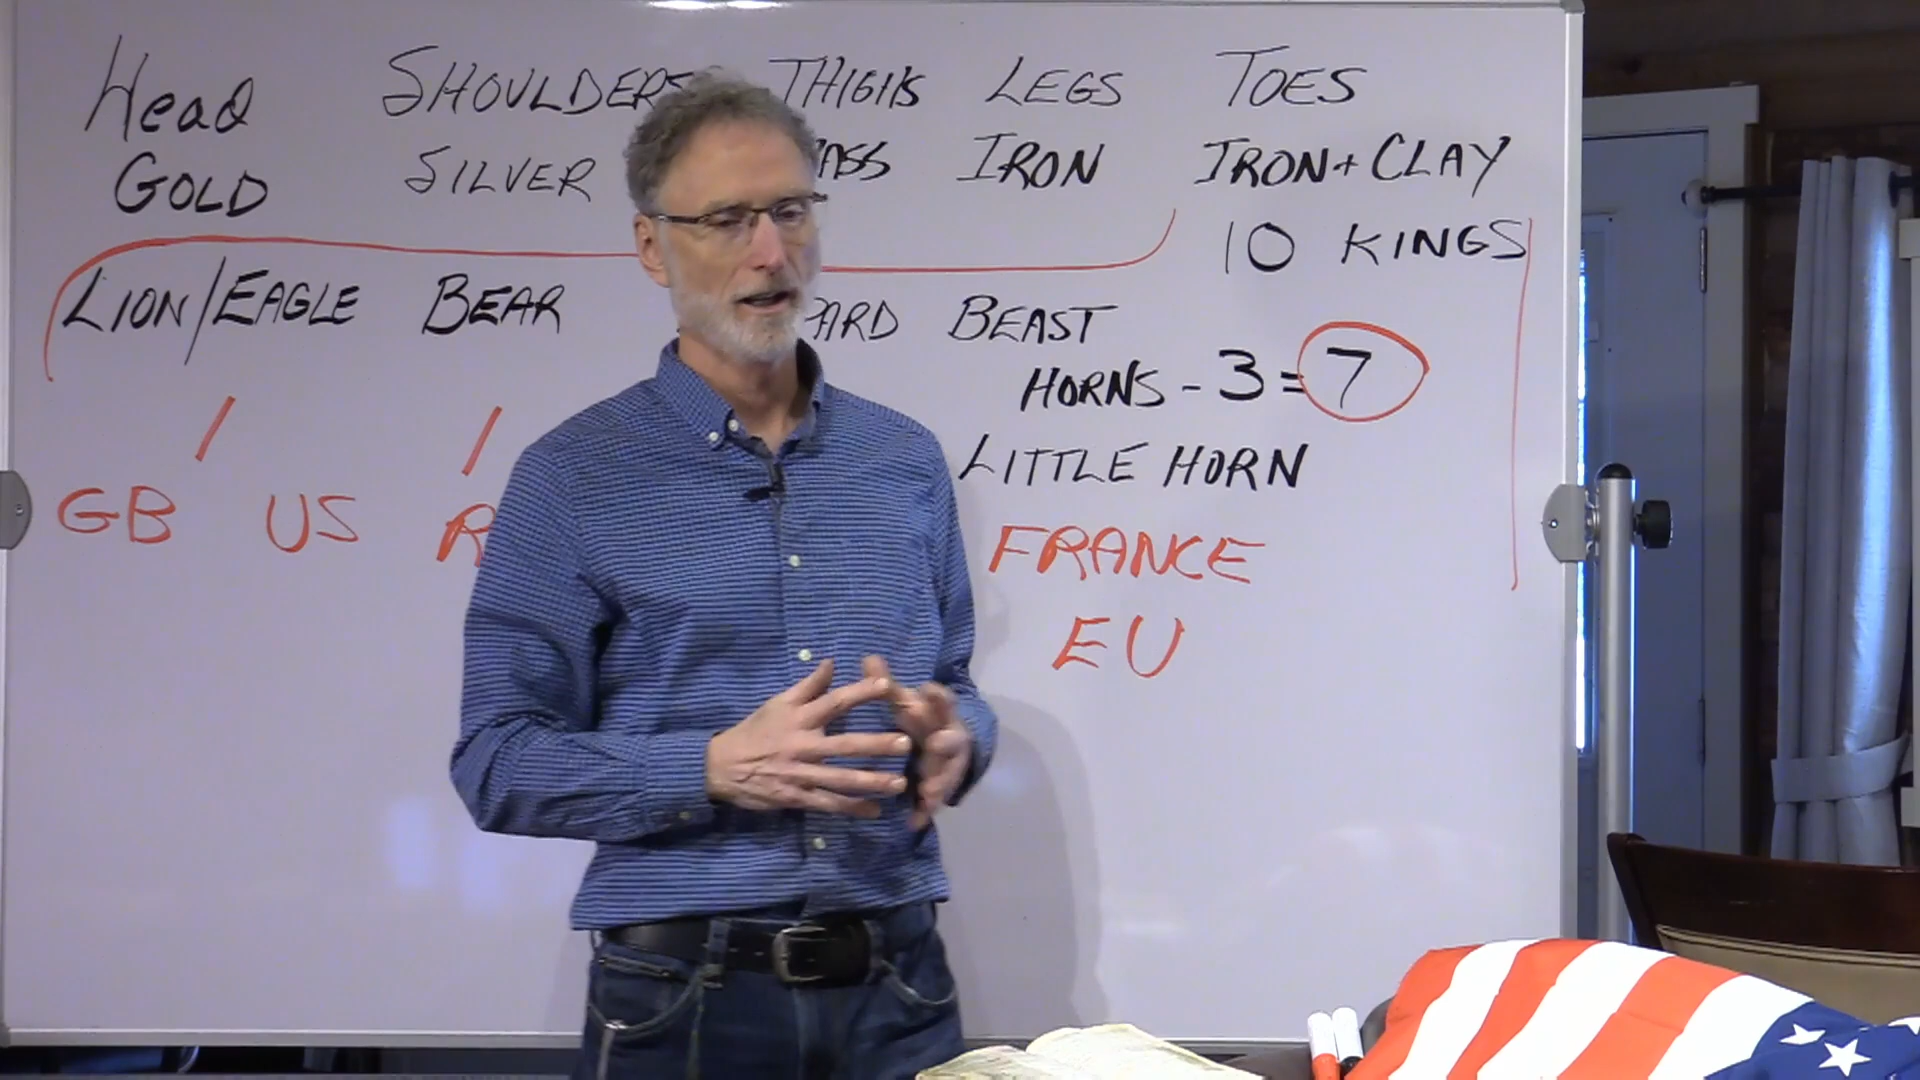 Head SHOULDERS THIGHS LEGS TOES
GOLD SILVER IRON IRON + CLAY
10 KINGS
LION/EAGLE BEAR BEAST
HORNS - 3 = 7
LITTLE HORN
GB US FRANCE
EU